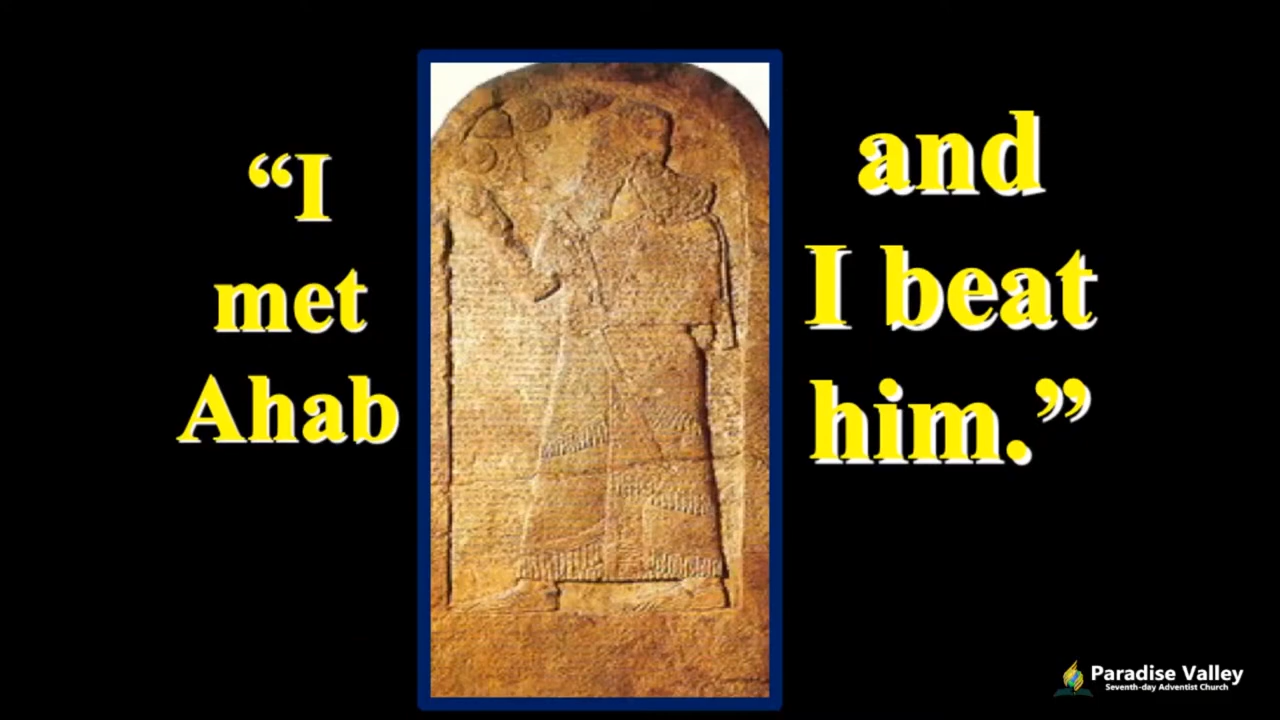 “I
met
Ahab
and
I beat
him.”
Paradise Valley
Seventh-day Adventist Church